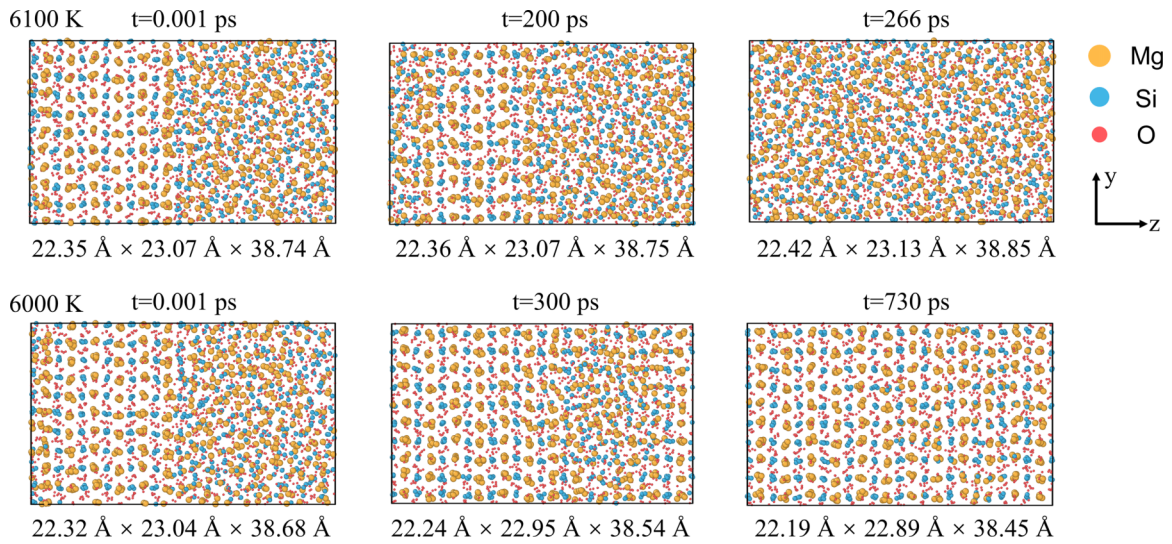 6100 K t=0.001 ps t=200 ps t=266 ps
Mg
Si
O
y
z
22.35 Å × 23.07 Å × 38.74 Å 22.36 Å × 23.07 Å × 38.75 Å 22.42 Å × 23.13 Å × 38.85 Å
6000 K t=0.001 ps t=300 ps t=730 ps
22.32 Å × 23.04 Å × 38.68 Å 22.24 Å × 22.95 Å × 38.54 Å 22.19 Å × 22.89 Å × 38.45 Å